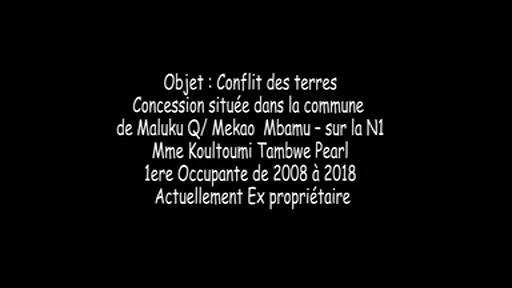 Objet : Conflit des terres
Concession située dans la commune
de Maluku Q/ Mekao Mbamu – sur la N1
Mme Koultoumi Tambwe Pearl
1ere Occupante de 2008 à 2018
Actuellement Ex propriétaire